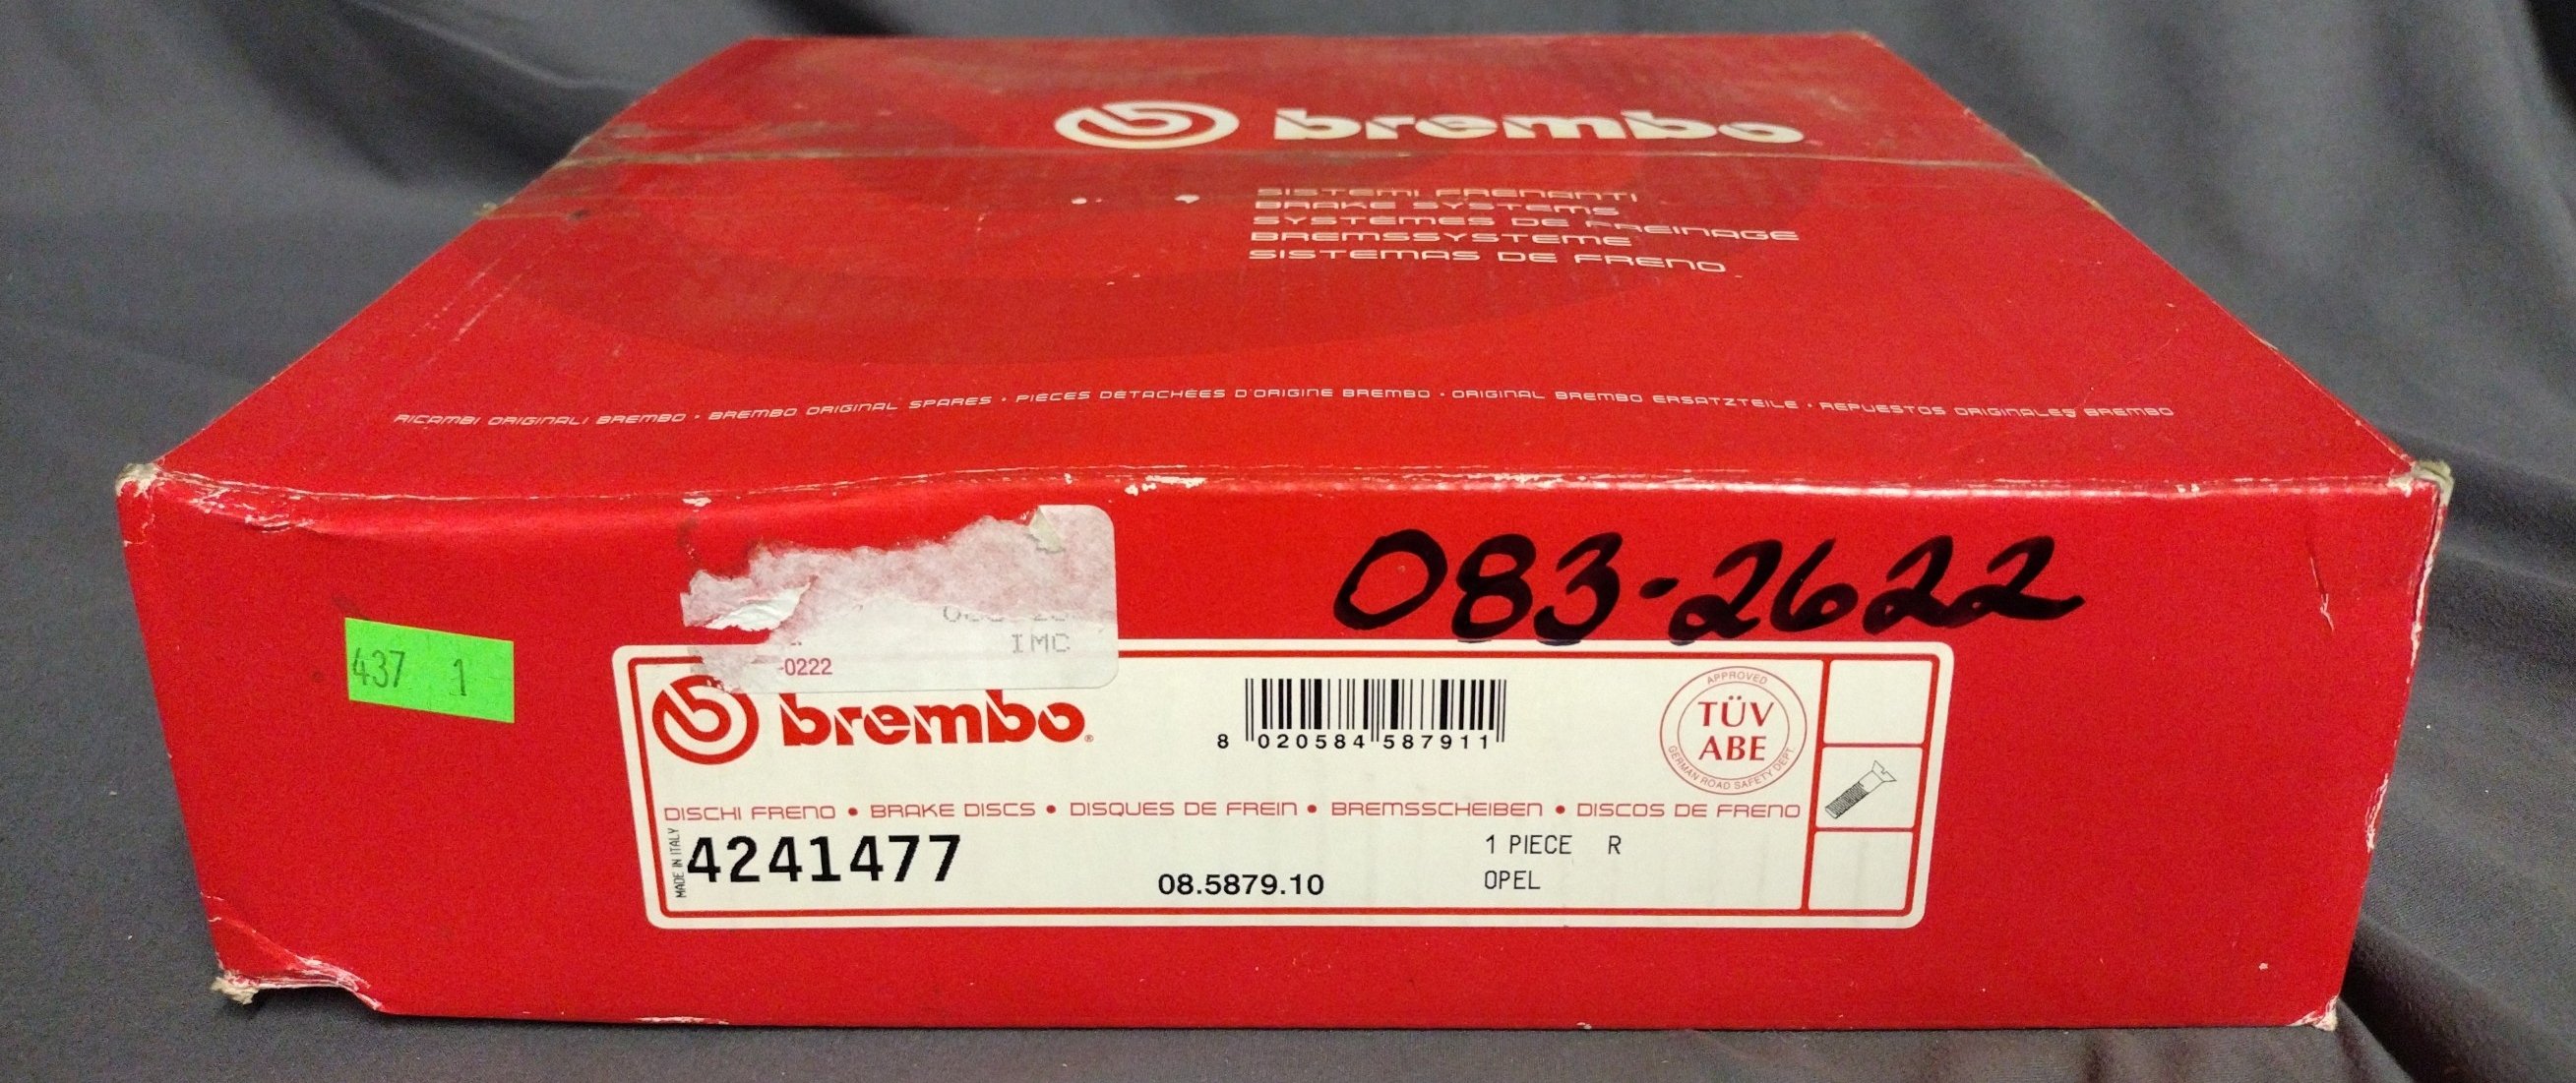 brembo
SISTEMI FRENANTI
BRAKE SYSTEMS
SYSTÈMES DE FREINAGE
BREMSSYSTEME
SISTEMAS DE FRENO
RICAMBI ORIGINALI BREMBO • BREMBO ORIGINAL SPARES • PIECES DÉTACHÉES D'ORIGINE BREMBO • ORIGINAL BREMBO ERSATZTEILE • REPUESTOS ORIGINALES BREMBO
083-2622
IMC
-0222
437 1
brembo®
8 020584 587911
APPROVED
TÜV
ABE
GERMAN ROAD SAFETY DEPT.
DISCHI FRENO • BRAKE DISCS • DISQUES DE FREIN • BREMSSCHEIBEN • DISCOS DE FRENO
MADE IN ITALY
4241477
08.5879.10
1 PIECE R
OPEL